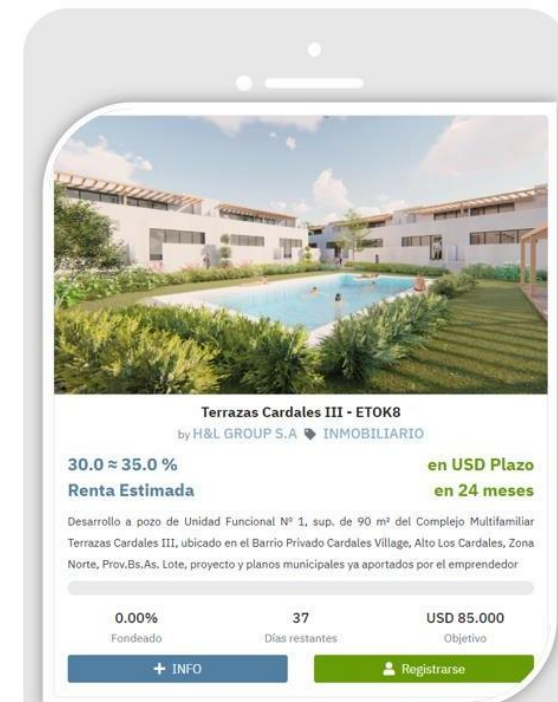 Terrazas Cardales III - ETOK8
by H&L GROUP S.A INMOBILIARIO
30.0 ≈ 35.0 % en USD Plazo
Renta Estimada en 24 meses
Desarrollo a pozo de Unidad Funcional Nº 1, sup. de 90 m² del Complejo Multifamiliar
Terrazas Cardales III, ubicado en el Barrio Privado Cardales Village, Alto Los Cardales, Zona
Norte, Prov.Bs.As. Lote, proyecto y planos municipales ya aportados por el emprendedor
0.00% 37 USD 85.000
Fondeado Días restantes Objetivo
+ INFO Registrarse